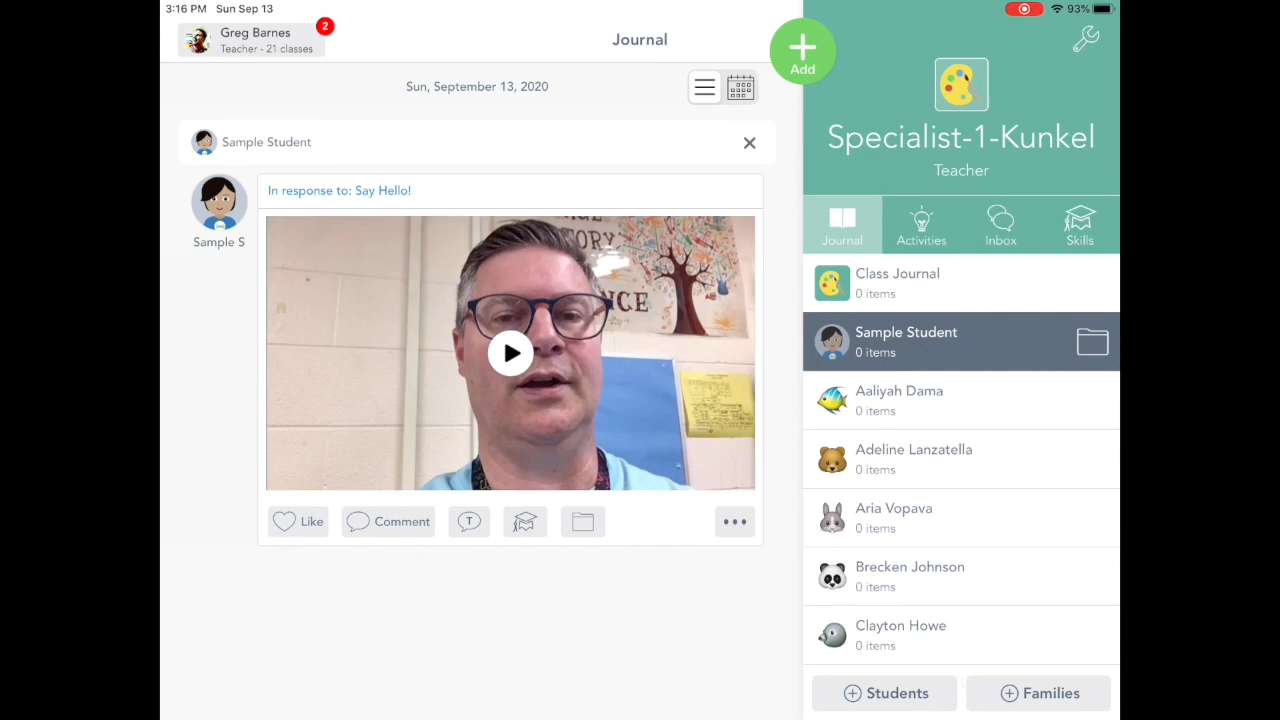 3:16 PM Sun Sep 13
93%
Greg Barnes
Teacher - 21 classes
2
Journal
Add
Sun, September 13, 2020
Sample Student
Sample S
In response to: Say Hello!
ORY
NCE
Like
Comment
T
Specialist-1-Kunkel
Teacher
Journal
Activities
Inbox
Skills
Class Journal
0 items
Sample Student
0 items
Aaliyah Dama
0 items
Adeline Lanzatella
0 items
Aria Vopava
0 items
Brecken Johnson
0 items
Clayton Howe
0 items
Students
Families